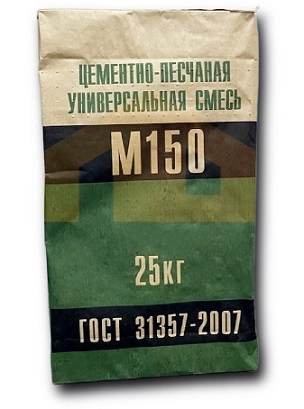 ЦЕМЕНТНО-ПЕСЧАНАЯ
УНИВЕРСАЛЬНАЯ СМЕСЬ
М150
25КГ
ГОСТ 31357-2007